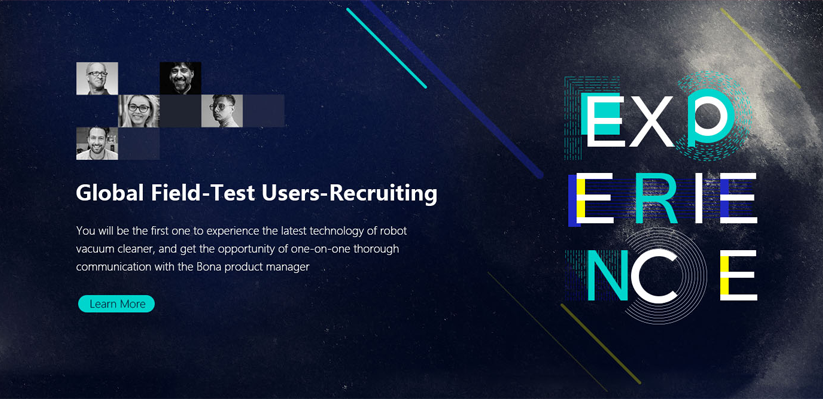 Global Field-Test Users-Recruiting
You will be the first one to experience the latest technology of robot
vacuum cleaner, and get the opportunity of one-on-one thorough
communication with the Bona product manager
Learn More
EXP
ERIE
NCE